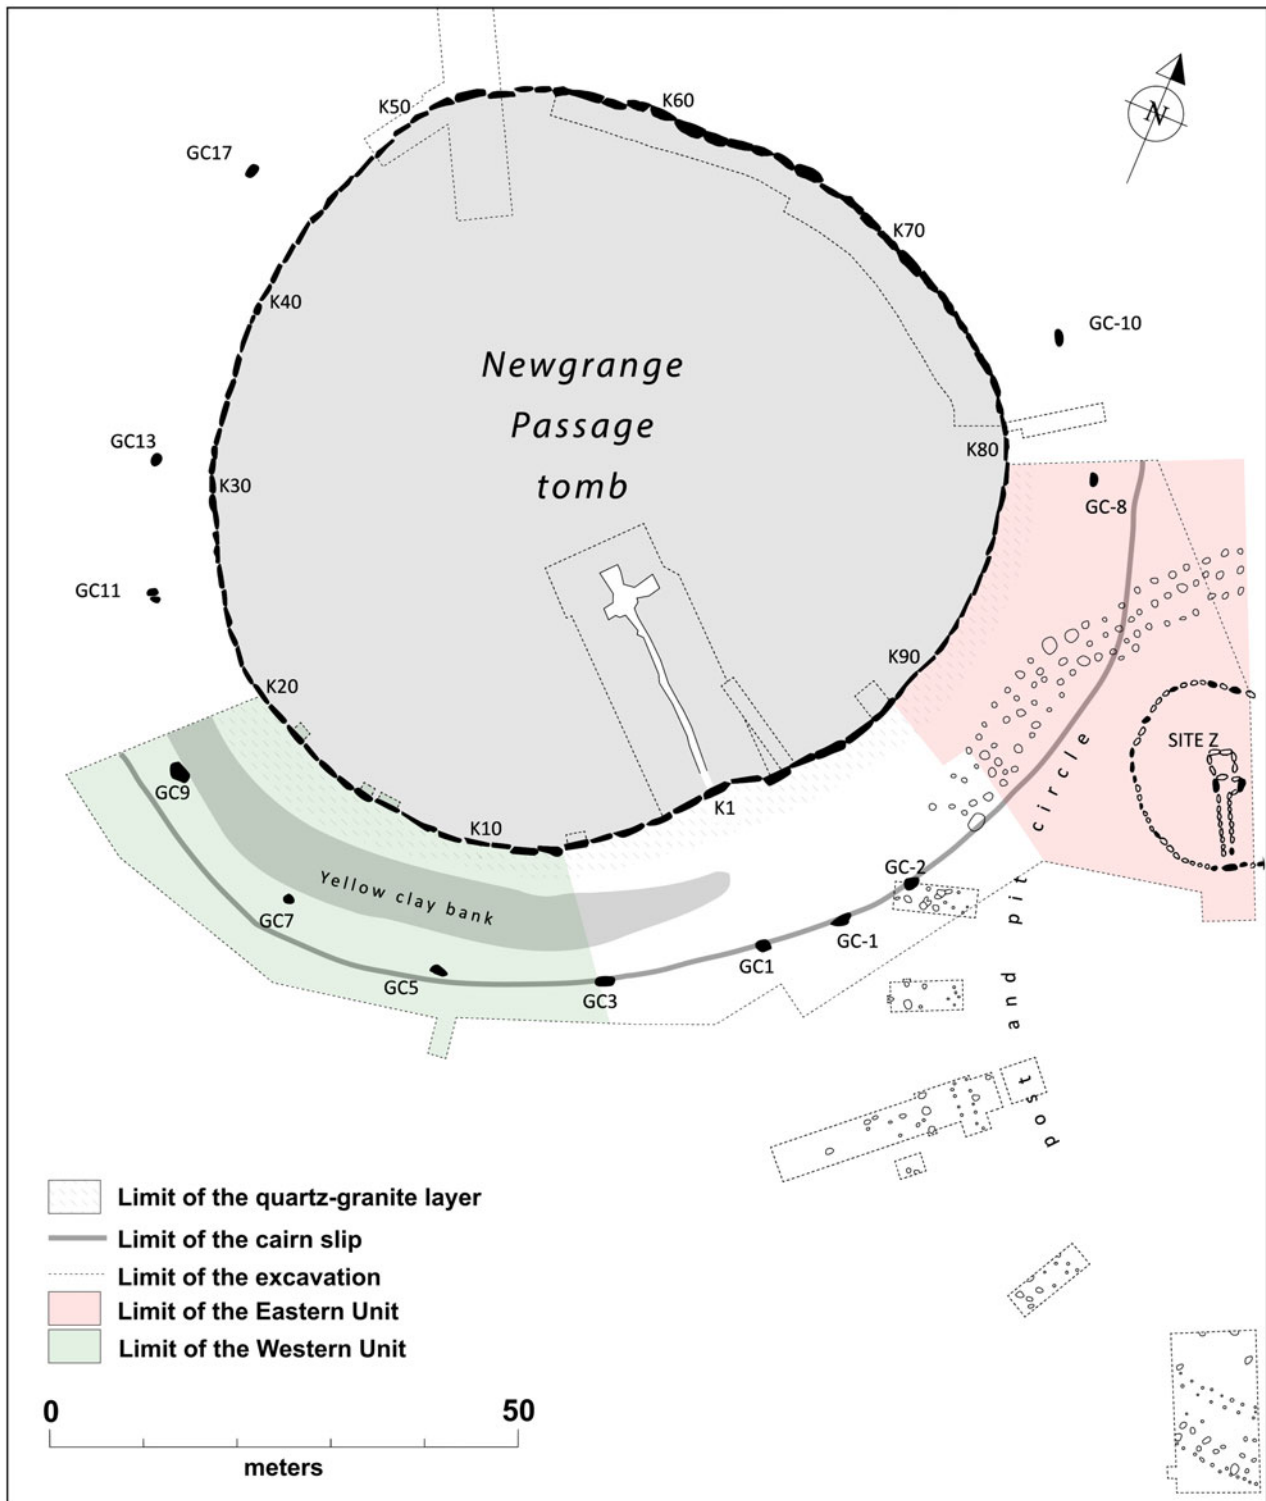 K50
K60
N
GC17
K70
K40
GC-10
Newgrange
Passage
tomb
GC13
K80
K30
GC-8
GC11
K90
K20
SITE Z
GC9
K1
K10
GC-2
Yellow clay bank
GC7
GC-1
GC1
GC5
GC3
post and pit circle
Limit of the quartz-granite layer
Limit of the cairn slip
Limit of the excavation
Limit of the Eastern Unit
Limit of the Western Unit
0 50
meters